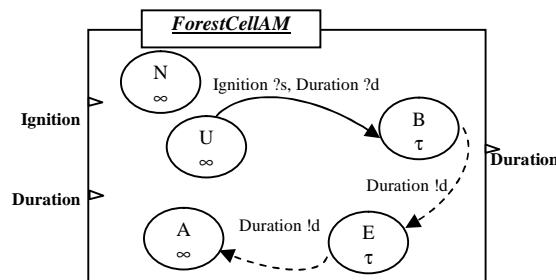 ForestCellAM
N
∞
Ignition ?s, Duration ?d
Ignition
U
∞
B
τ
Duration
Duration !d
Duration
Duration !d
A
∞
E
τ